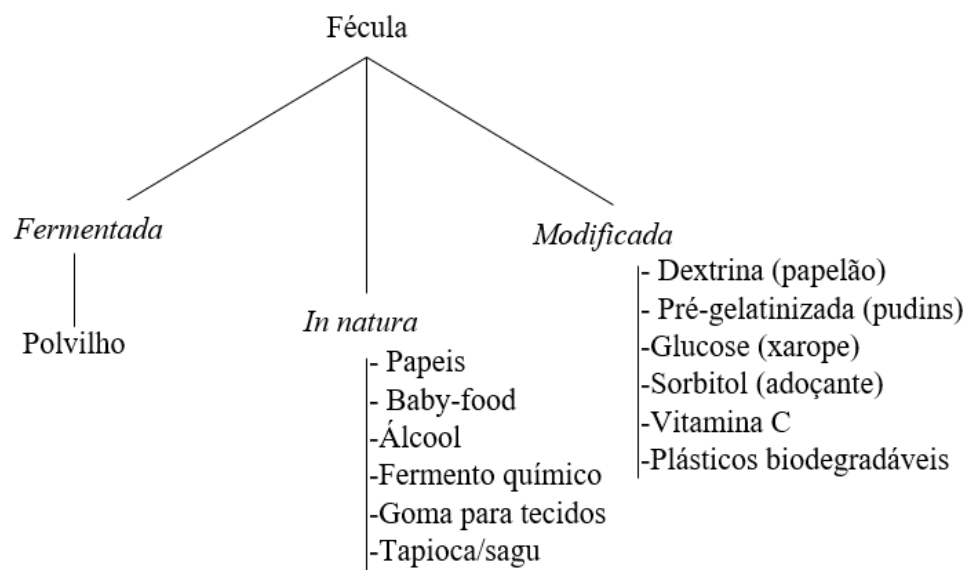 Fécula
Fermentada
Polvilho
In natura
- Papeis
- Baby-food
-Álcool
-Fermento químico
-Goma para tecidos
-Tapioca/sagu
Modificada
- Dextrina (papelão)
- Pré-gelatinizada (pudins)
-Glucose (xarope)
-Sorbitol (adoçante)
-Vitamina C
-Plásticos biodegradáveis